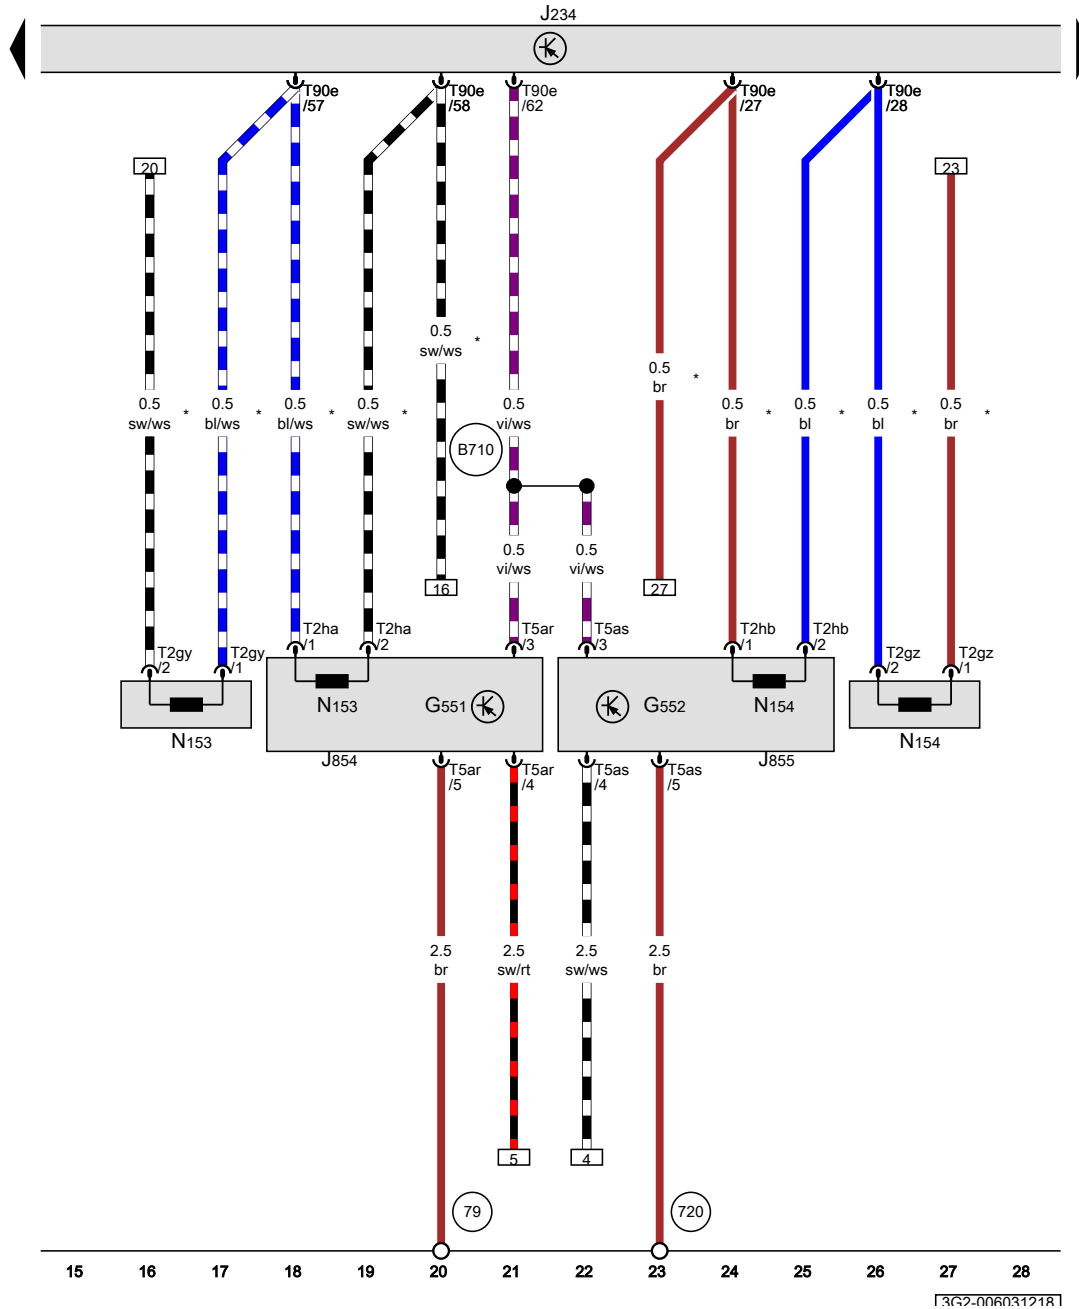 J234
T90e
/57
T90e
/58
T90e
/62
T90e
/27
T90e
/28
20
23
0.5
sw/ws
*
0.5
br
*
0.5
sw/ws
*
0.5
bl/ws
*
0.5
bl/ws
*
0.5
sw/ws
*
0.5
vi/ws
0.5
br
*
0.5
bl
*
0.5
bl
*
0.5
br
*
B710
0.5
vi/ws
0.5
vi/ws
16
27
T2gy
/2
T2gy
/1
T2ha
/1
T2ha
/2
T5ar
/3
T5as
/3
T2hb
/1
T2hb
/2
T2gz
/2
T2gz
/1
N153
N153
G551
G552
N154
N154
J854
J855
T5ar
/5
T5ar
/4
T5as
/4
T5as
/5
2.5
br
2.5
sw/rt
2.5
sw/ws
2.5
br
5
4
79
720
15 16 17 18 19 20 21 22 23 24 25 26 27 28
3G2-006031218